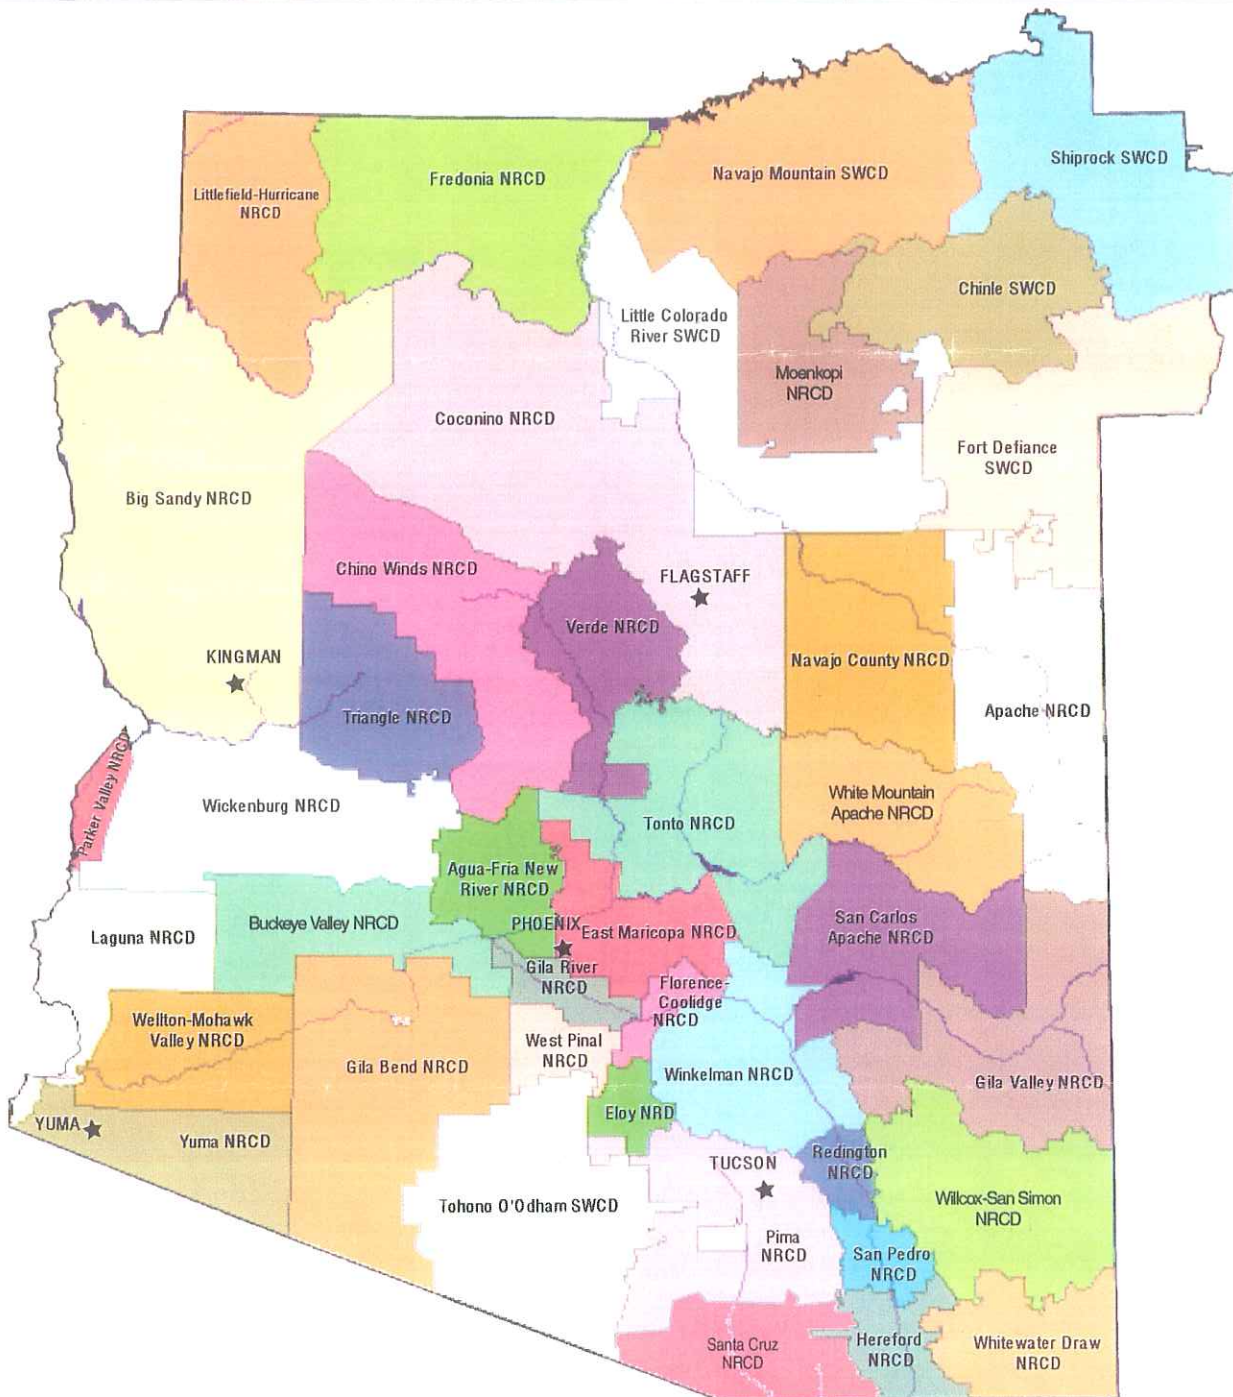 Shiprock SWCD
Navajo Mountain SWCD
Fredonia NRCD
Littlefield-Hurricane
NRCD
Chinle SWCD
Little Colorado
River SWCD
Moenkopi
NRCD
Coconino NRCD
Fort Defiance
SWCD
Big Sandy NRCD
Chino Winds NRCD
FLAGSTAFF
Verde NRCD
Navajo County NRCD
KINGMAN
Triangle NRCD
Apache NRCD
Parker Valley NRCD
Wickenburg NRCD
White Mountain
Apache NRCD
Tonto NRCD
Agua-Fria New
River NRCD
Buckeye Valley NRCD
PHOENIX
East Maricopa NRCD
San Carlos
Apache NRCD
Laguna NRCD
Gila River
NRCD
Florence-
Coolidge
NRCD
Wellton-Mohawk
Valley NRCD
West Pinal
NRCD
Gila Bend NRCD
Winkelman NRCD
Gila Valley NRCD
Eloy NRD
YUMA
Yuma NRCD
Redington
NRCD
TUCSON
Willcox-San Simon
NRCD
Tohono O'Odham SWCD
Pima
NRCD
San Pedro
NRCD
Santa Cruz
NRCD
Hereford
NRCD
Whitewater Draw
NRCD